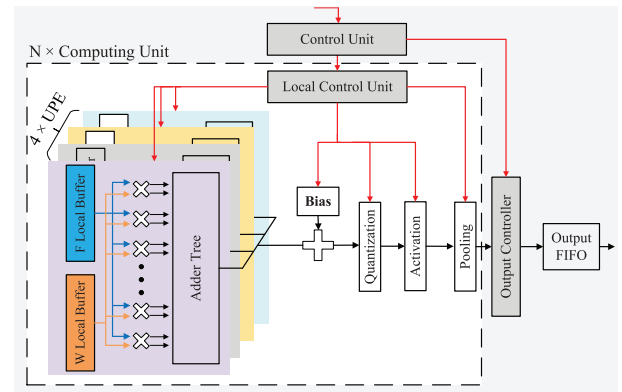 Control Unit
N × Computing Unit
Local Control Unit
4 × UPE
F Local Buffer
W Local Buffer
Adder Tree
Bias
Quantization
Activation
Pooling
Output Controller
Output
FIFO